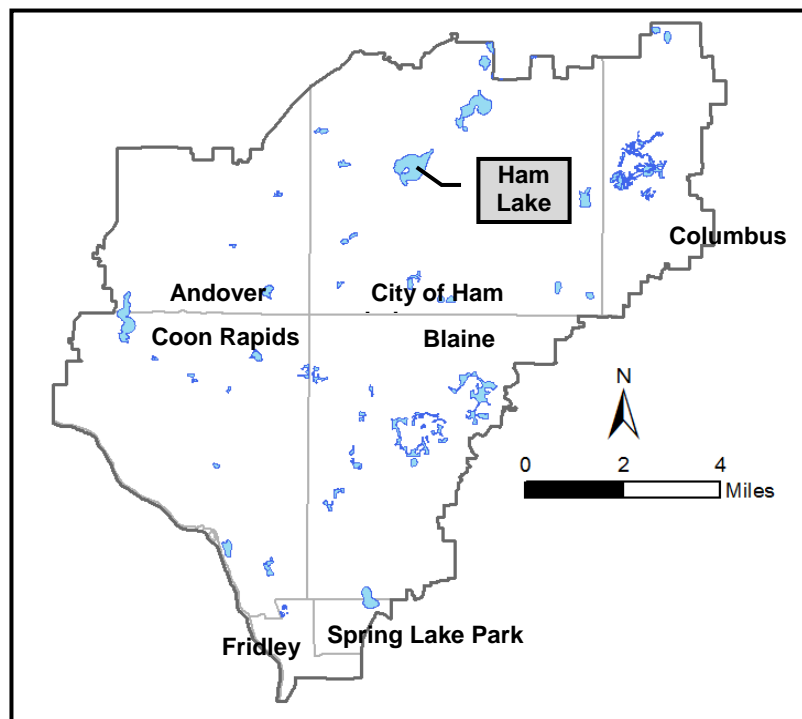 Ham
Lake
Columbus
Andover
City of Ham
Coon Rapids
Blaine
N
0 2 4
Miles
Spring Lake Park
Fridley